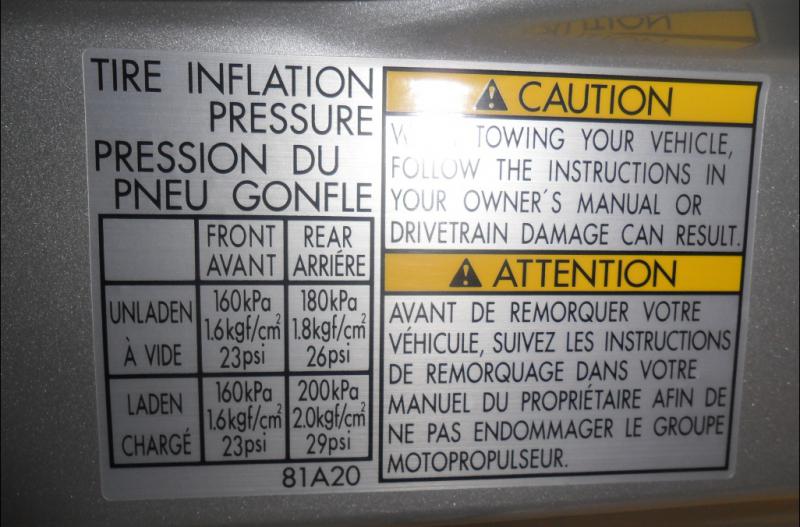 TIRE INFLATION
PRESSURE
PRESSION DU
PNEU GONFLE
FRONT REAR
AVANT ARRIÉRE
UNLADEN 160kPa 180kPa
1.6kgf/cm² 1.8kgf/cm²
À VIDE 23psi 26psi
LADEN 160kPa 200kPa
1.6kgf/cm² 2.0kgf/cm²
CHARGÉ 23psi 29psi
81A20
CAUTION
TOWING YOUR VEHICLE,
FOLLOW THE INSTRUCTIONS IN
YOUR OWNER'S MANUAL OR
DRIVETRAIN DAMAGE CAN RESULT.
ATTENTION
AVANT DE REMORQUER VOTRE
VÉHICULE, SUIVEZ LES INSTRUCTIONS
DE REMORQUAGE DANS VOTRE
MANUEL DU PROPRIÉTAIRE AFIN DE
NE PAS ENDOMMAGER LE GROUPE
MOTOPROPULSEUR.